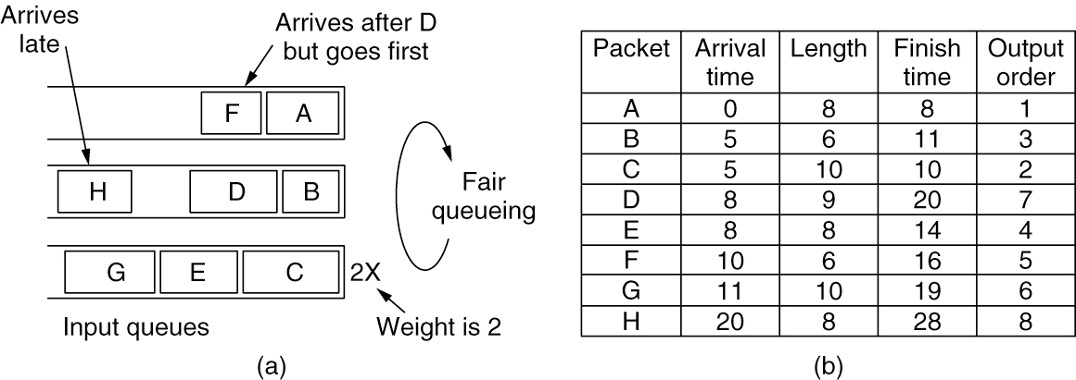 Arrives
late
Arrives after D
but goes first
F A
H D B
G E C 2X
Fair
queueing
Input queues
Weight is 2
(a)
Packet Arrival time Length Finish time Output order
A 0 8 8 1
B 5 6 11 3
C 5 10 10 2
D 8 9 20 7
E 8 8 14 4
F 10 6 16 5
G 11 10 19 6
H 20 8 28 8
(b)